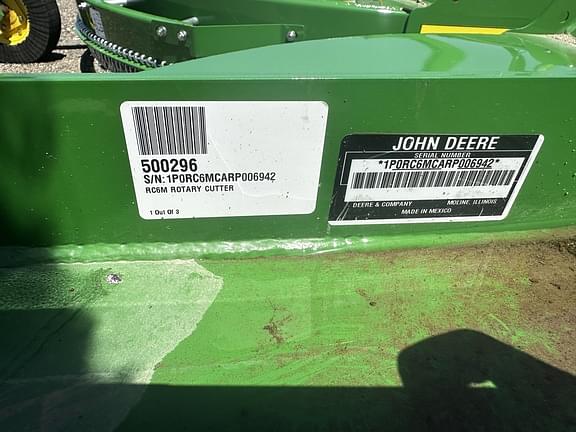 500296
S/N:1P0RC6MCARP006942
RC6M ROTARY CUTTER
1 Out Of 3
JOHN DEERE
SERIAL NUMBER
*1P0RC6MCARP006942*
DEERE & COMPANY MOLINE, ILLINOIS
MADE IN MEXICO